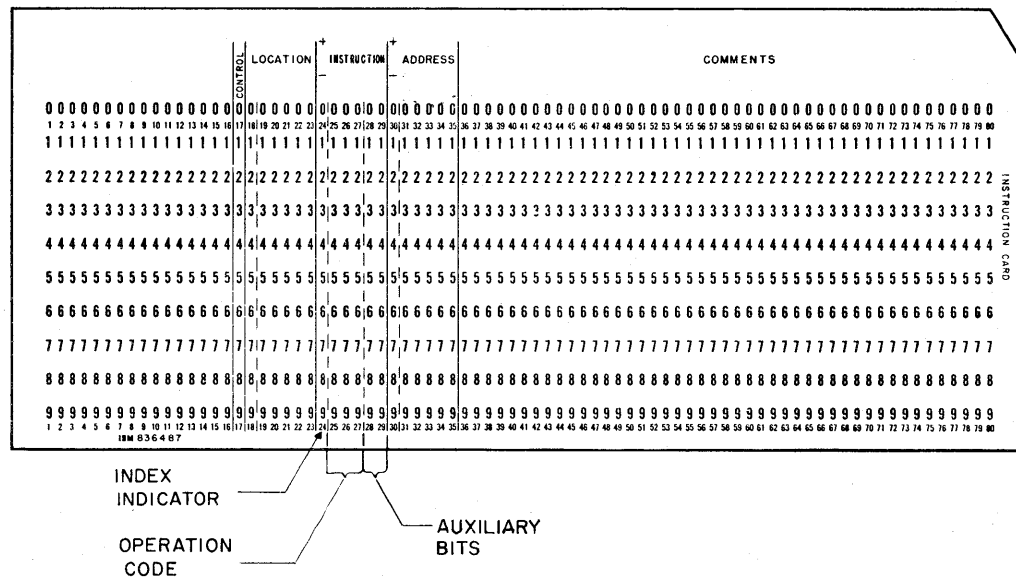 + +
CONTROL LOCATION INSTRUCTION ADDRESS COMMENTS
- -
0 0 0 0 0 0 0 0 0 0 0 0 0 0 0 0 0 0 0 0 0 0 0 0 0 0 0 0 0 0 0 0 0 0 0 0 0 0 0 0 0 0 0 0 0 0 0 0 0 0 0 0 0 0 0 0 0 0 0 0 0 0 0 0 0 0 0 0 0 0 0 0 0 0 0 0 0 0 0 0
1 2 3 4 5 6 7 8 9 10 11 12 13 14 15 16 17 18 19 20 21 22 23 24 25 26 27 28 29 30 31 32 33 34 35 36 37 38 39 40 41 42 43 44 45 46 47 48 49 50 51 52 53 54 55 56 57 58 59 60 61 62 63 64 65 66 67 68 69 70 71 72 73 74 75 76 77 78 79 80
1 1 1 1 1 1 1 1 1 1 1 1 1 1 1 1 1 1 1 1 1 1 1 1 1 1 1 1 1 1 1 1 1 1 1 1 1 1 1 1 1 1 1 1 1 1 1 1 1 1 1 1 1 1 1 1 1 1 1 1 1 1 1 1 1 1 1 1 1 1 1 1 1 1 1 1 1 1 1 1
2 2 2 2 2 2 2 2 2 2 2 2 2 2 2 2 2 2 2 2 2 2 2 2 2 2 2 2 2 2 2 2 2 2 2 2 2 2 2 2 2 2 2 2 2 2 2 2 2 2 2 2 2 2 2 2 2 2 2 2 2 2 2 2 2 2 2 2 2 2 2 2 2 2 2 2 2 2 2 2
3 3 3 3 3 3 3 3 3 3 3 3 3 3 3 3 3 3 3 3 3 3 3 3 3 3 3 3 3 3 3 3 3 3 3 3 3 3 3 3 3 3 3 3 3 3 3 3 3 3 3 3 3 3 3 3 3 3 3 3 3 3 3 3 3 3 3 3 3 3 3 3 3 3 3 3 3 3 3 3
4 4 4 4 4 4 4 4 4 4 4 4 4 4 4 4 4 4 4 4 4 4 4 4 4 4 4 4 4 4 4 4 4 4 4 4 4 4 4 4 4 4 4 4 4 4 4 4 4 4 4 4 4 4 4 4 4 4 4 4 4 4 4 4 4 4 4 4 4 4 4 4 4 4 4 4 4 4 4 4
5 5 5 5 5 5 5 5 5 5 5 5 5 5 5 5 5 5 5 5 5 5 5 5 5 5 5 5 5 5 5 5 5 5 5 5 5 5 5 5 5 5 5 5 5 5 5 5 5 5 5 5 5 5 5 5 5 5 5 5 5 5 5 5 5 5 5 5 5 5 5 5 5 5 5 5 5 5 5 5
6 6 6 6 6 6 6 6 6 6 6 6 6 6 6 6 6 6 6 6 6 6 6 6 6 6 6 6 6 6 6 6 6 6 6 6 6 6 6 6 6 6 6 6 6 6 6 6 6 6 6 6 6 6 6 6 6 6 6 6 6 6 6 6 6 6 6 6 6 6 6 6 6 6 6 6 6 6 6 6
7 7 7 7 7 7 7 7 7 7 7 7 7 7 7 7 7 7 7 7 7 7 7 7 7 7 7 7 7 7 7 7 7 7 7 7 7 7 7 7 7 7 7 7 7 7 7 7 7 7 7 7 7 7 7 7 7 7 7 7 7 7 7 7 7 7 7 7 7 7 7 7 7 7 7 7 7 7 7 7
8 8 8 8 8 8 8 8 8 8 8 8 8 8 8 8 8 8 8 8 8 8 8 8 8 8 8 8 8 8 8 8 8 8 8 8 8 8 8 8 8 8 8 8 8 8 8 8 8 8 8 8 8 8 8 8 8 8 8 8 8 8 8 8 8 8 8 8 8 8 8 8 8 8 8 8 8 8 8 8
9 9 9 9 9 9 9 9 9 9 9 9 9 9 9 9 9 9 9 9 9 9 9 9 9 9 9 9 9 9 9 9 9 9 9 9 9 9 9 9 9 9 9 9 9 9 9 9 9 9 9 9 9 9 9 9 9 9 9 9 9 9 9 9 9 9 9 9 9 9 9 9 9 9 9 9 9 9 9 9
1 2 3 4 5 6 7 8 9 10 11 12 13 14 15 16 17 18 19 20 21 22 23 24 25 26 27 28 29 30 31 32 33 34 35 36 37 38 39 40 41 42 43 44 45 46 47 48 49 50 51 52 53 54 55 56 57 58 59 60 61 62 63 64 65 66 67 68 69 70 71 72 73 74 75 76 77 78 79 80
IBM 836487
INSTRUCTION CARD
INDEX
INDICATOR
OPERATION
CODE
AUXILIARY
BITS